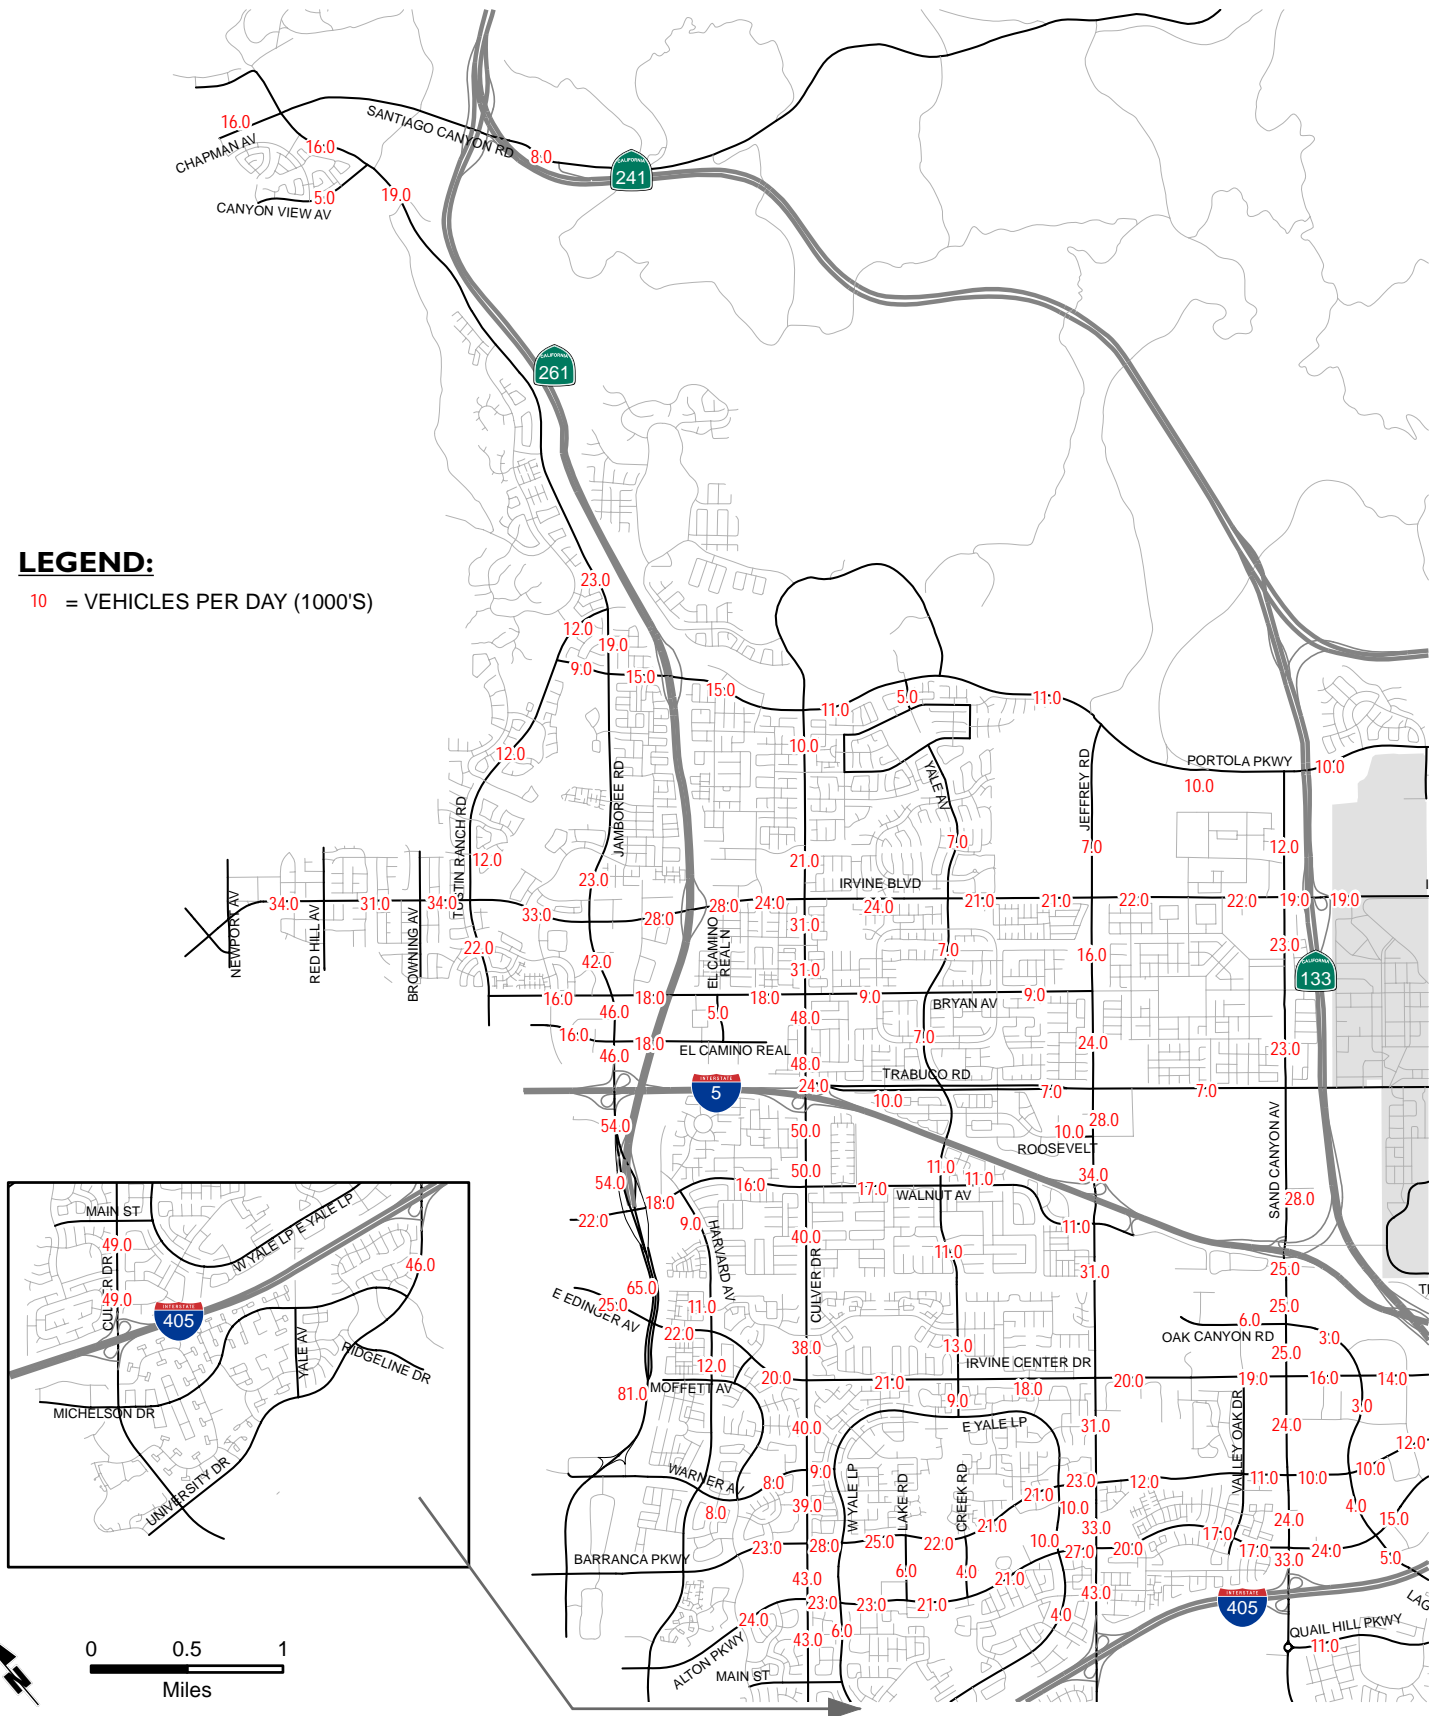 16.0
SANTIAGO CANYON RD
CHAPMAN AV
16.0
8.0
CALIFORNIA
241
5.0
19.0
CANYON VIEW AV
CALIFORNIA
261
LEGEND:
10 = VEHICLES PER DAY (1000'S)
23.0
12.0
19.0
9.0
15.0
15.0
5.0
11.0
11.0
10.0
12.0
JAMBOREE RD
YALE AV
JEFFREY RD
PORTOLA PKWY
10.0
10.0
TUSTIN RANCH RD
12.0
21.0
7.0
7.0
12.0
23.0
IRVINE BLVD
NEWPORT AV
34.0
RED HILL AV
31.0
BROWNING AV
34.0
33.0
28.0
28.0
24.0
24.0
21.0
21.0
22.0
22.0
19.0
19.0
EL CAMINO
REAL N
31.0
22.0
42.0
31.0
7.0
16.0
23.0
CALIFORNIA
133
16.0
18.0
18.0
9.0
9.0
BRYAN AV
46.0
5.0
48.0
16.0
18.0
7.0
24.0
23.0
46.0
EL CAMINO REAL
48.0
TRABUCO RD
INTERSTATE
5
24.0
10.0
7.0
7.0
54.0
50.0
10.0
28.0
ROOSEVELT
SAND CANYON AV
50.0
11.0
11.0
34.0
54.0
16.0
17.0
WALNUT AV
18.0
28.0
22.0
9.0
HARVARD AV
11.0
40.0
11.0
CULVER DR
31.0
25.0
MAIN ST
W YALE LP E YALE LP
49.0
46.0
CULVER DR
49.0
INTERSTATE
405
YALE AV
RIDGELINE DR
MICHELSON DR
UNIVERSITY DR
65.0
E EDINGER AV
25.0
11.0
25.0
6.0
22.0
OAK CANYON RD
3.0
38.0
13.0
25.0
12.0
IRVINE CENTER DR
81.0
MOFFETT AV
20.0
21.0
18.0
20.0
19.0
16.0
14.0
9.0
3.0
40.0
E YALE LP
31.0
VALLEY OAK DR
24.0
12.0
WARNER AV
8.0
9.0
W YALE LP
LAKE RD
CREEK RD
23.0
12.0
11.0
10.0
10.0
8.0
39.0
21.0
10.0
4.0
21.0
33.0
24.0
15.0
BARRANCA PKWY
23.0
28.0
25.0
22.0
10.0
27.0
20.0
17.0
17.0
24.0
33.0
5.0
43.0
6.0
4.0
21.0
43.0
INTERSTATE
405
LAG
24.0
23.0
23.0
21.0
4.0
ALTON PKWY
43.0
6.0
QUAIL HILL PKWY
11.0
MAIN ST
N
0 0.5 1
Miles